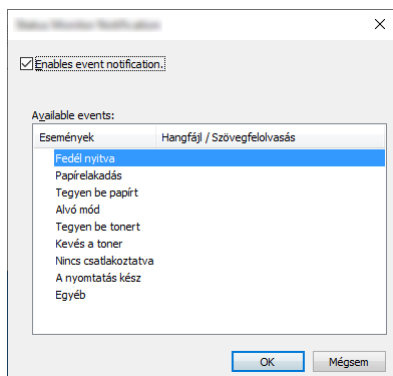 Enables event notification.
Available events:
Események Hangfájl / Szövegfelolvasás
Fedél nyitva
Papírelakadás
Tegyen be papírt
Alvó mód
Tegyen be tonert
Kevés a toner
Nincs csatlakoztatva
A nyomtatás kész
Egyéb
OK Mégsem